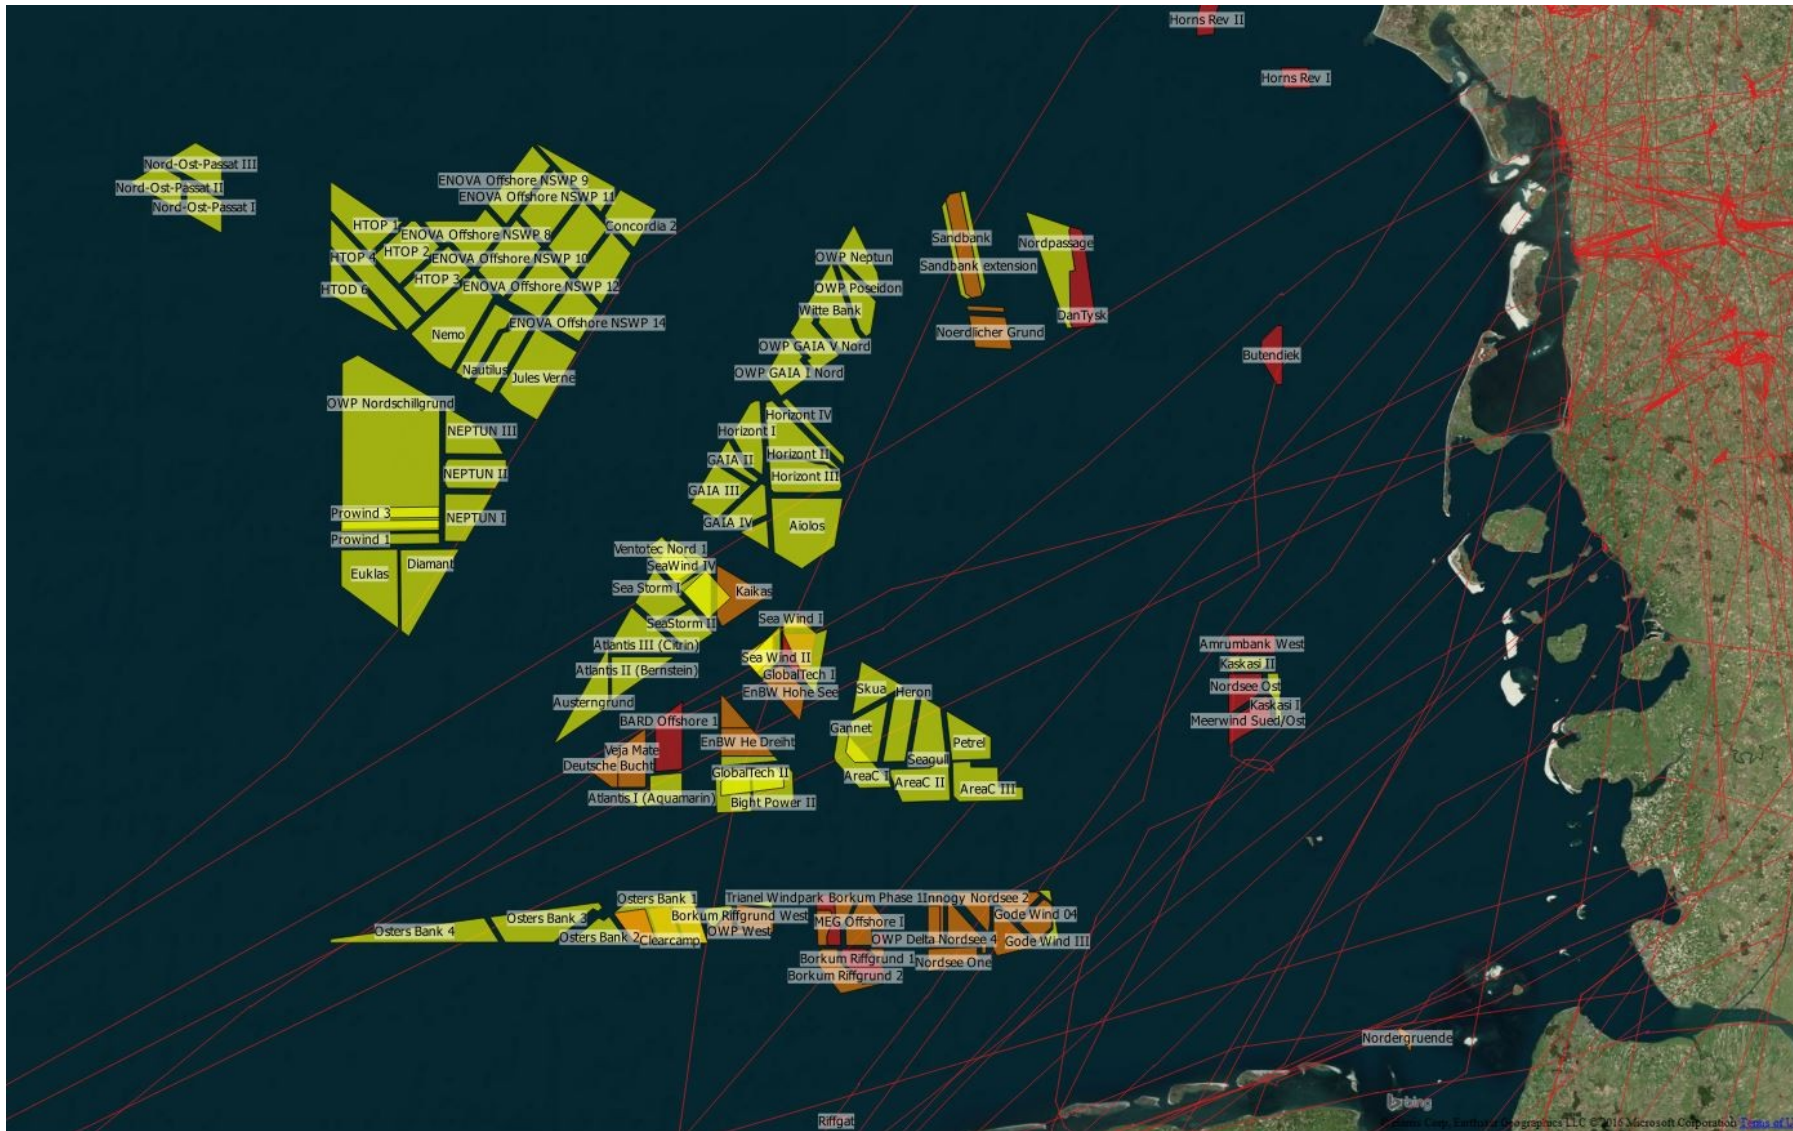 Horns Rev II
Horns Rev I
Nord-Ost-Passat III
Nord-Ost-Passat II
Nord-Ost-Passat I
ENOVA Offshore NSWP 9
ENOVA Offshore NSWP 11
HTOP 1
Concordia 2
ENOVA Offshore NSWP 8
HTOP 2
HTOP 4
ENOVA Offshore NSWP 10
HTOP 3
HTOD 6
ENOVA Offshore NSWP 12
ENOVA Offshore NSWP 14
Nemo
Nautilus
Jules Verne
OWP Neptun
OWP Poseidon
Witte Bank
OWP GAIA V Nord
OWP GAIA I Nord
Sandbank
Sandbank extension
Nordpassage
DanTysk
Noerdlicher Grund
Butendiek
OWP Nordschillgrund
NEPTUN III
NEPTUN II
NEPTUN I
Prowind 3
Prowind 1
Euklas
Diamant
Horizont IV
Horizont I
Horizont II
GAIA II
Horizont III
GAIA III
GAIA IV
Aiolos
Ventotec Nord 1
SeaWind IV
Sea Storm I
Kaikas
SeaStorm II
Sea Wind I
Atlantis III (Citrin)
Sea Wind II
Atlantis II (Bernstein)
GlobalTech I
EnBW Hohe See
Austerngrund
Skua
Heron
Amrumbank West
Kaskasi II
Nordsee Ost
Kaskasi I
Meerwind Sued/Ost
BARD Offshore 1
Gannet
EnBW He Dreiht
Petrel
Veja Mate
Seagull
Deutsche Bucht
GlobalTech II
AreaC I
AreaC II
AreaC III
Atlantis I (Aquamarin)
Bight Power II
Osters Bank 1
Trianel Windpark Borkum Phase 1
Innogy Nordsee 2
Osters Bank 3
Borkum Riffgrund West
Gode Wind 04
MEG Offshore I
Osters Bank 4
OWP West
Osters Bank 2
Clearcamp
OWP Delta Nordsee 4
Gode Wind III
Borkum Riffgrund 1
Nordsee One
Borkum Riffgrund 2
Nordergruende
bing
Riffgat
Earthstar Geographics LLC © 2016 Microsoft Corporation Terms of U